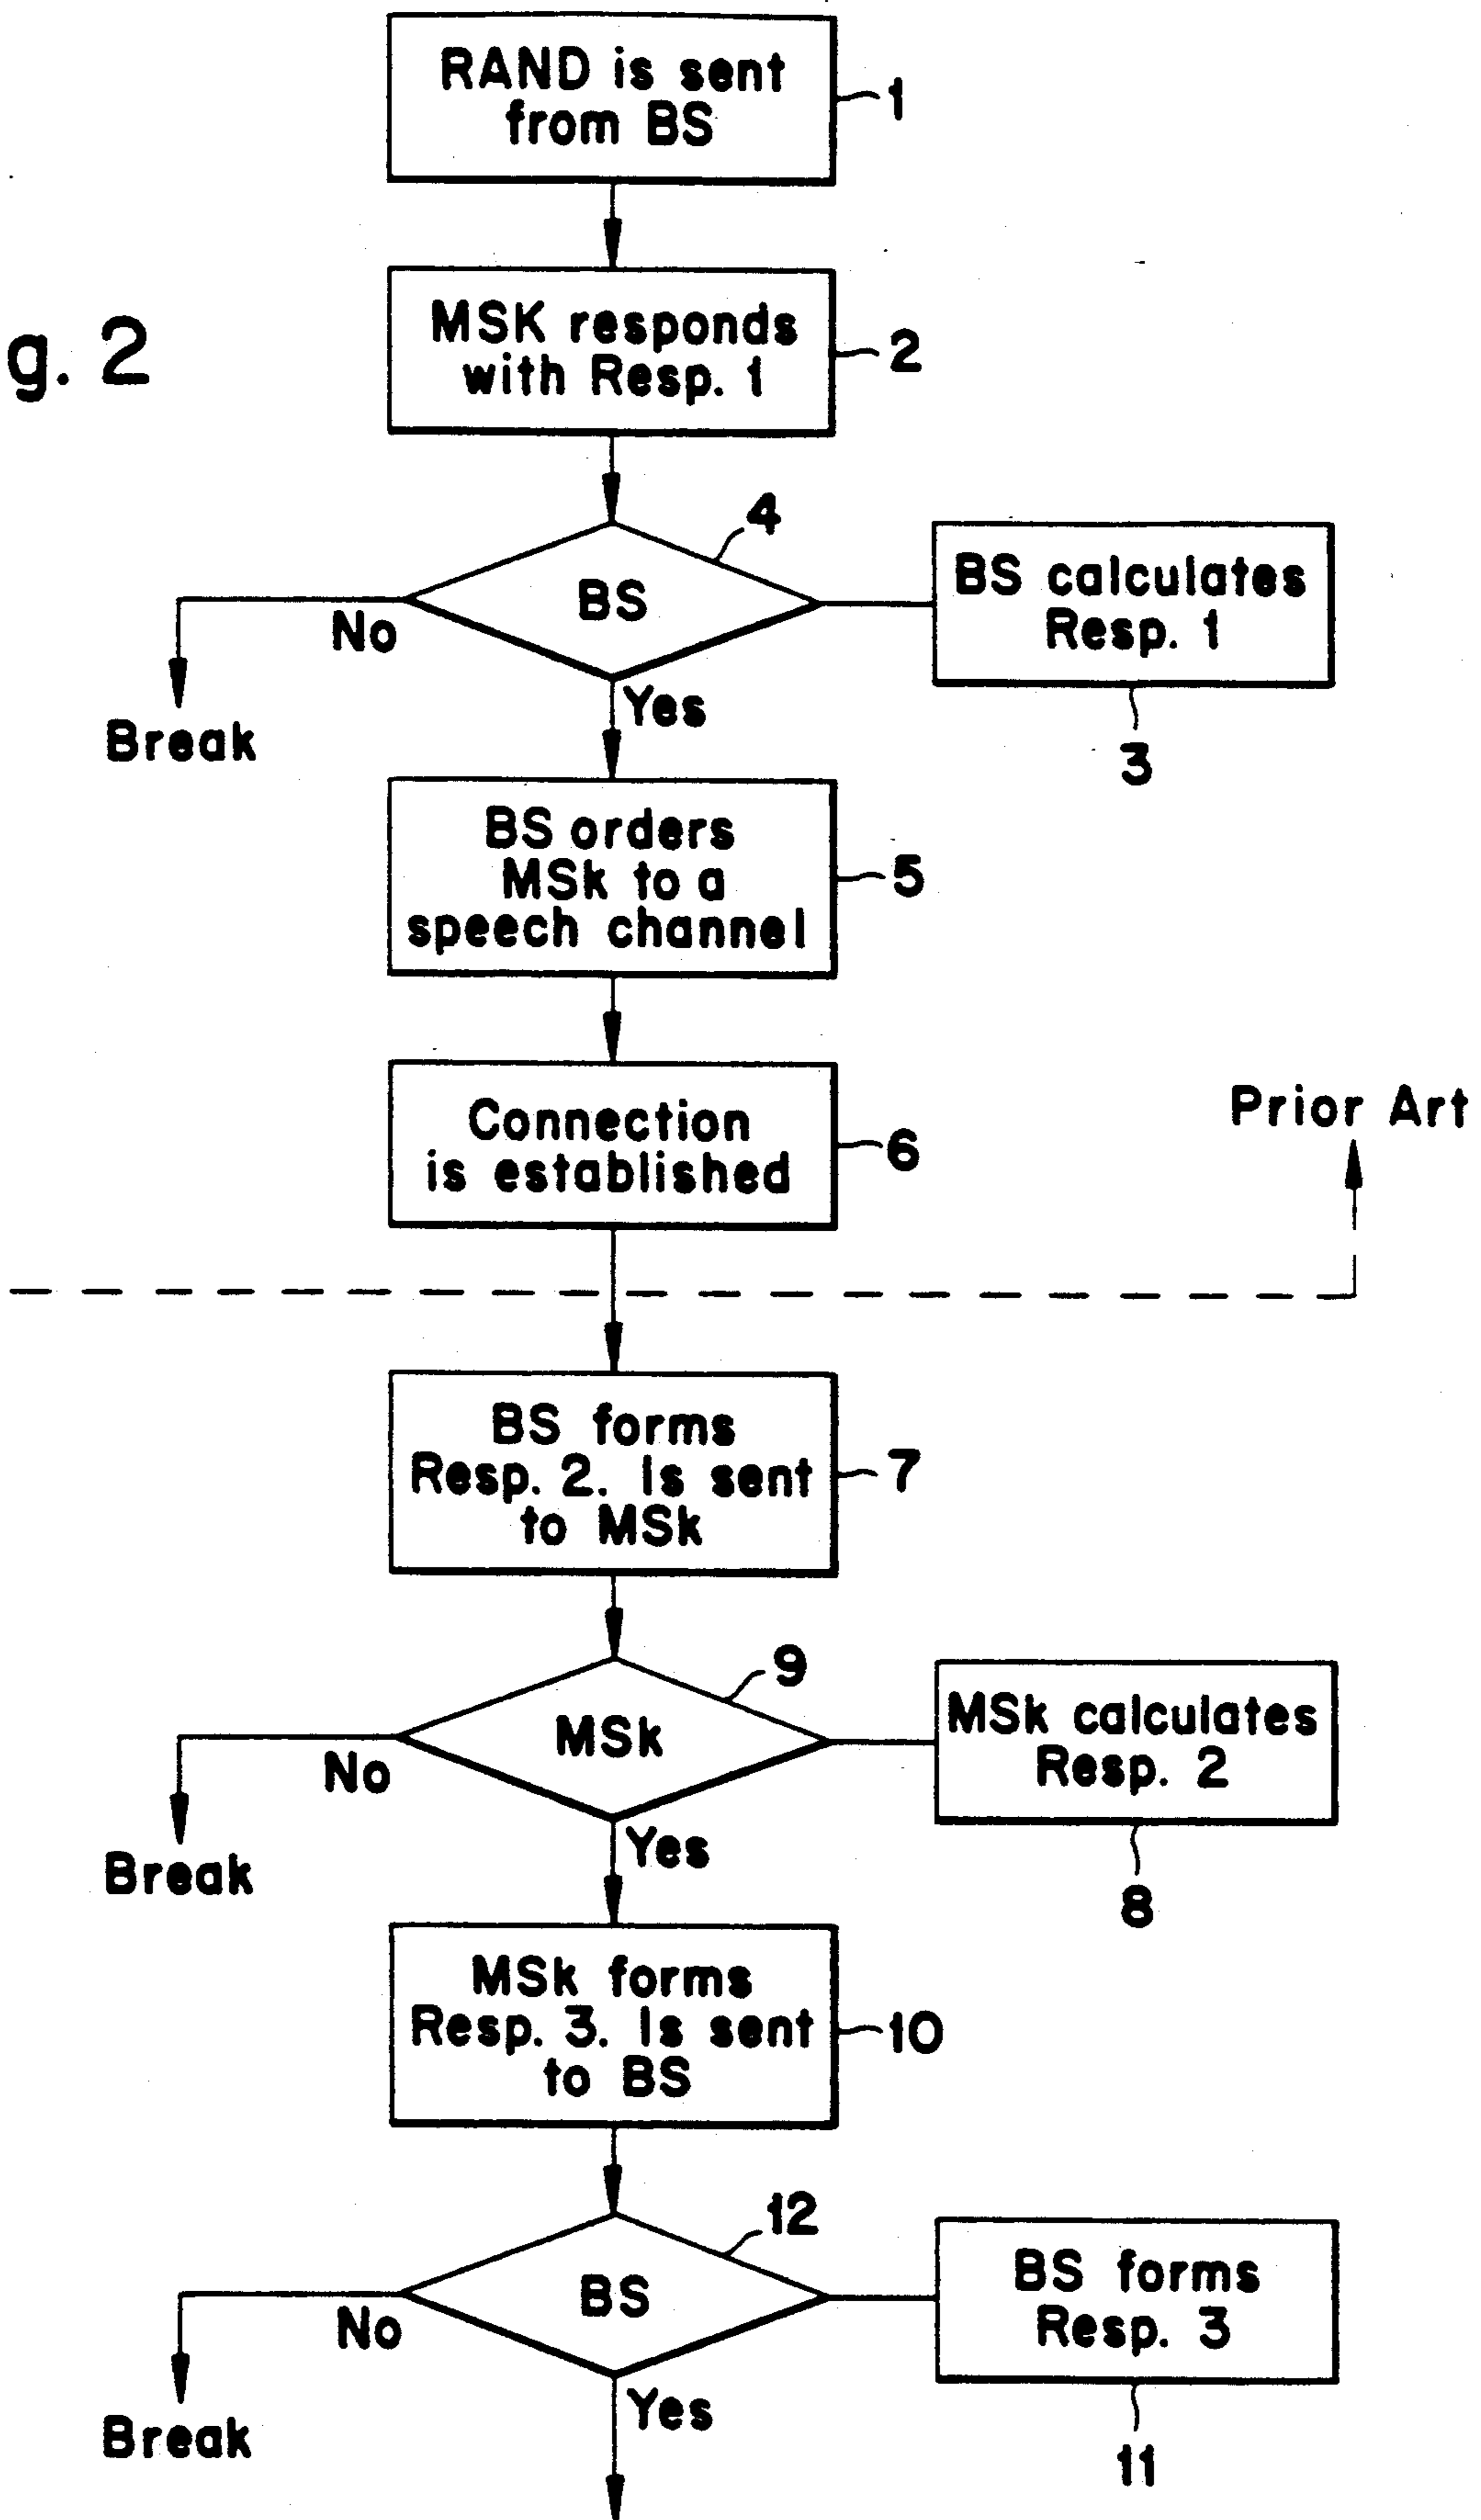 RAND is sent
from BS
1
g. 2
MSK responds
with Resp. 1
2
4
BS
BS calculates
Resp. 1
3
No
Yes
Break
BS orders
MSk to a
speech channel
5
Connection
is established
6
Prior Art
BS forms
Resp. 2. Is sent
to MSk
7
9
MSk
MSk calculates
Resp. 2
8
No
Yes
Break
MSk forms
Resp. 3. Is sent
to BS
10
12
BS
BS forms
Resp. 3
11
No
Yes
Break